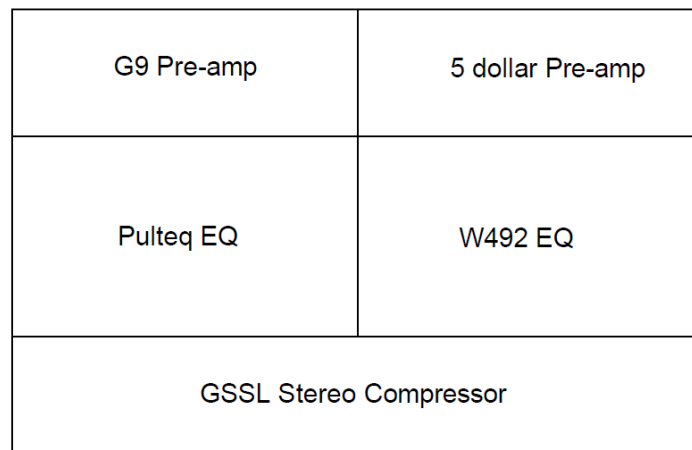 G9 Pre-amp
5 dollar Pre-amp
Pulteq EQ
W492 EQ
GSSL Stereo Compressor